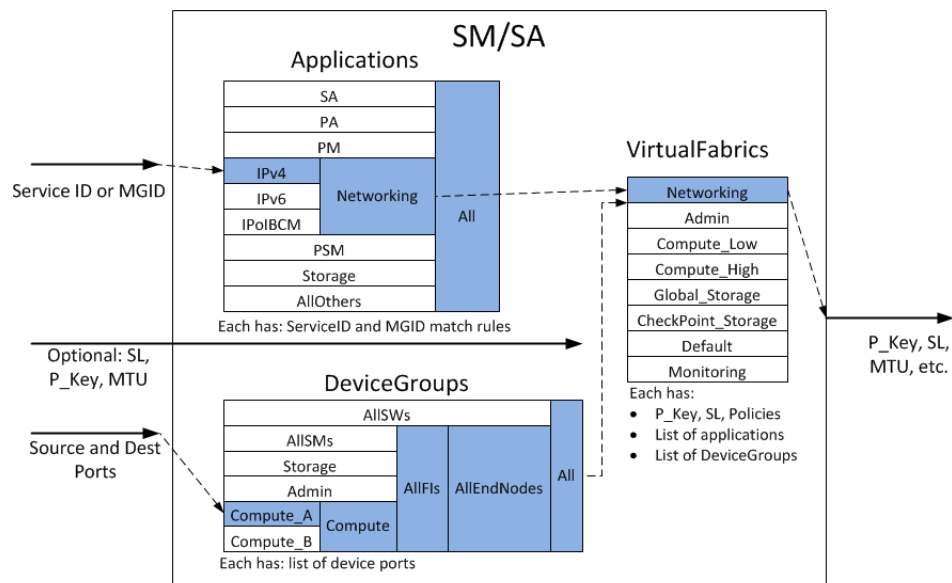 SM/SA
Applications
SA
PA
PM
IPv4
Networking
All
IPv6
IPoIBCM
PSM
Storage
AllOthers
Each has: ServiceID and MGID match rules
Service ID or MGID
Optional: SL,
P_Key, MTU
Source and Dest
Ports
DeviceGroups
AllSWs
AllSMs
Storage
Admin
AllFIs
AllEndNodes
All
Compute_A
Compute
Compute_B
Each has: list of device ports
VirtualFabrics
Networking
Admin
Compute_Low
Compute_High
Global_Storage
CheckPoint_Storage
Default
Monitoring
Each has:
• P_Key, SL, Policies
• List of applications
• List of DeviceGroups
P_Key, SL,
MTU, etc.